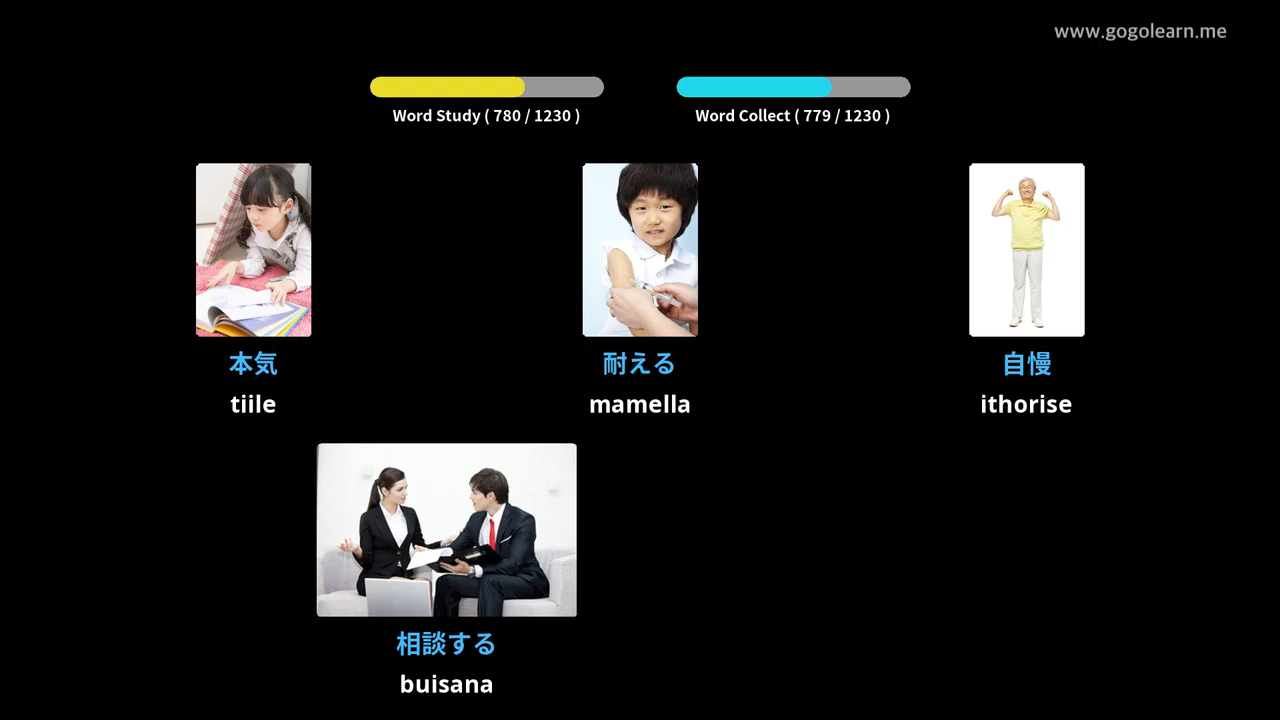 www.gogolearn.me
Word Study ( 780 / 1230 )
Word Collect ( 779 / 1230 )
本気
tiile
耐える
mamella
自慢
ithorise
相談する
buisana